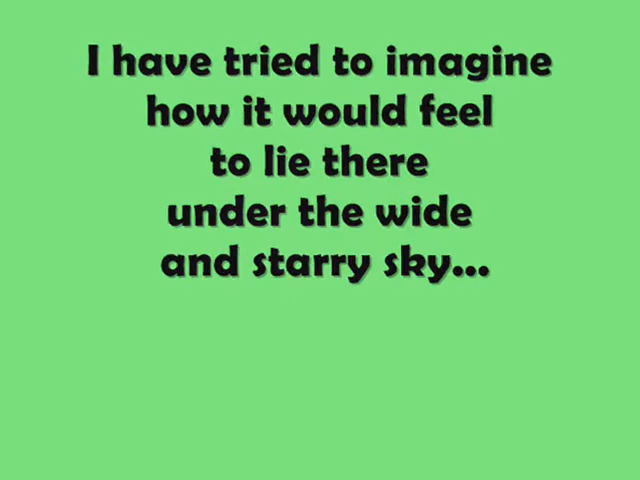 I have tried to imagine
how it would feel
to lie there
under the wide
and starry sky...